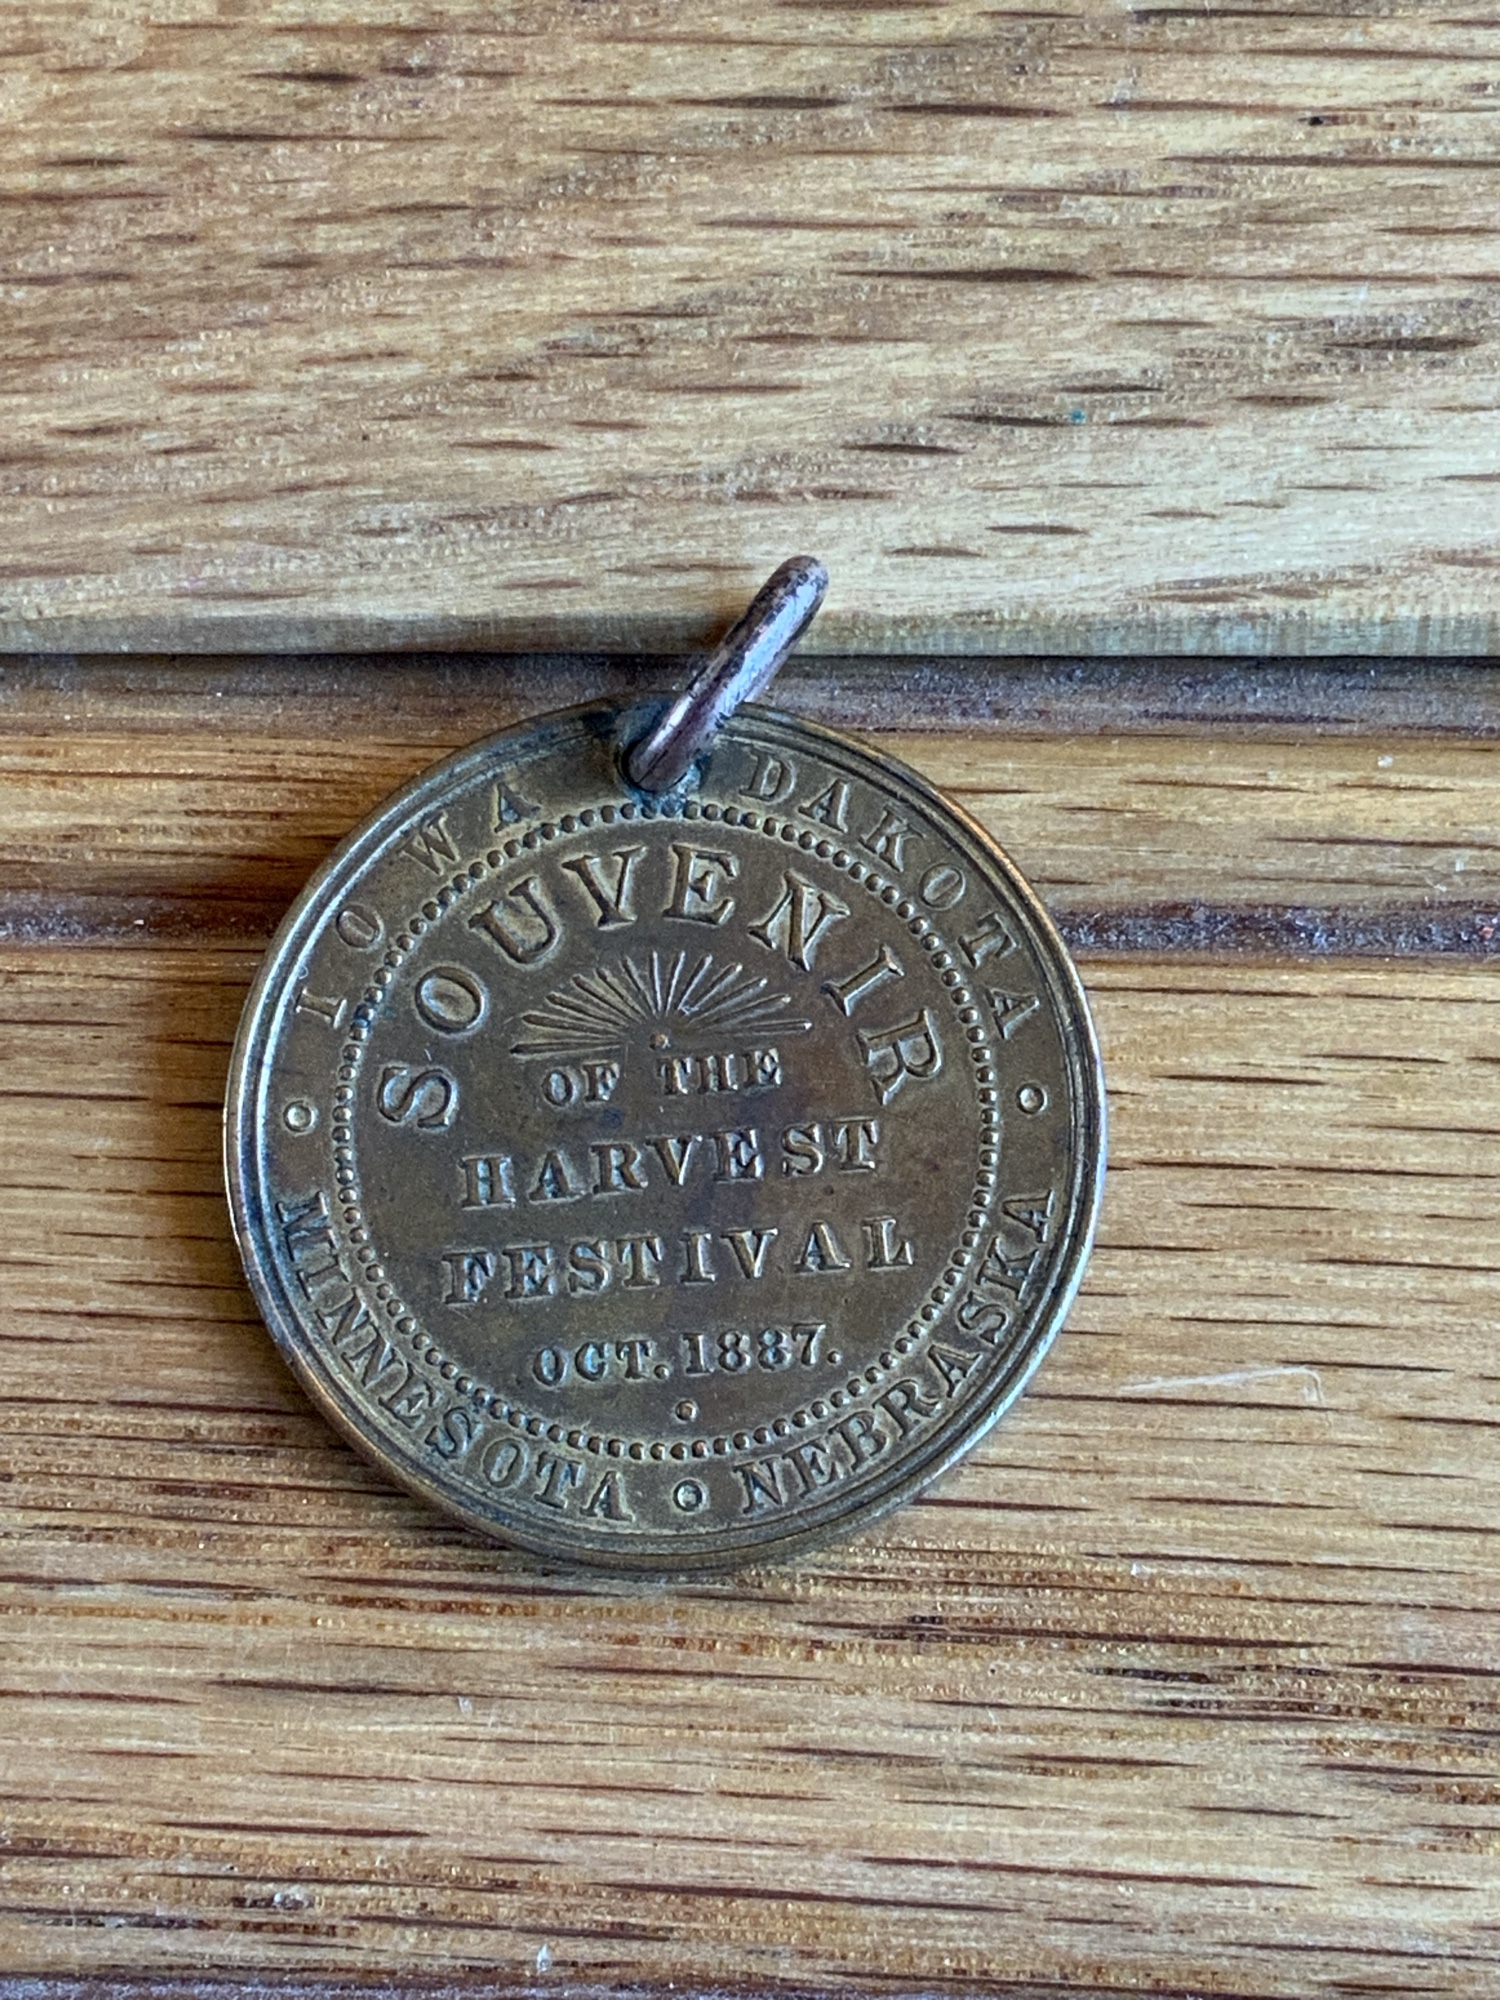 IOWA DAKOTA
SOUVENIR
OF THE
HARVEST
FESTIVAL
OCT. 1887.
MINNESOTA NEBRASKA